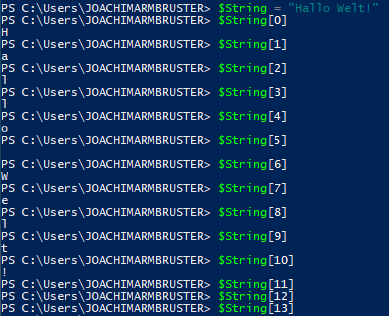 PS C:\Users\JOACHIMARMBRUSTER> $String = "Hallo Welt!"
PS C:\Users\JOACHIMARMBRUSTER> $String[0]
H
PS C:\Users\JOACHIMARMBRUSTER> $String[1]
a
PS C:\Users\JOACHIMARMBRUSTER> $String[2]
l
PS C:\Users\JOACHIMARMBRUSTER> $String[3]
l
PS C:\Users\JOACHIMARMBRUSTER> $String[4]
o
PS C:\Users\JOACHIMARMBRUSTER> $String[5]

PS C:\Users\JOACHIMARMBRUSTER> $String[6]
W
PS C:\Users\JOACHIMARMBRUSTER> $String[7]
e
PS C:\Users\JOACHIMARMBRUSTER> $String[8]
l
PS C:\Users\JOACHIMARMBRUSTER> $String[9]
t
PS C:\Users\JOACHIMARMBRUSTER> $String[10]
!
PS C:\Users\JOACHIMARMBRUSTER> $String[11]
PS C:\Users\JOACHIMARMBRUSTER> $String[12]
PS C:\Users\JOACHIMARMBRUSTER> $String[13]